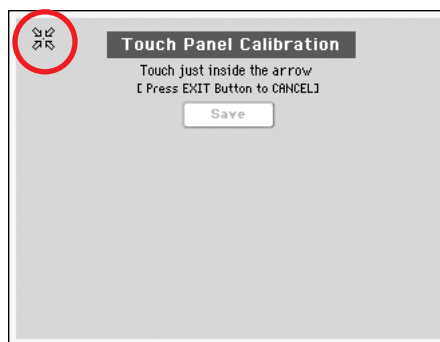 Touch Panel Calibration
Touch just inside the arrow
[ Press EXIT Button to CANCEL]
Save